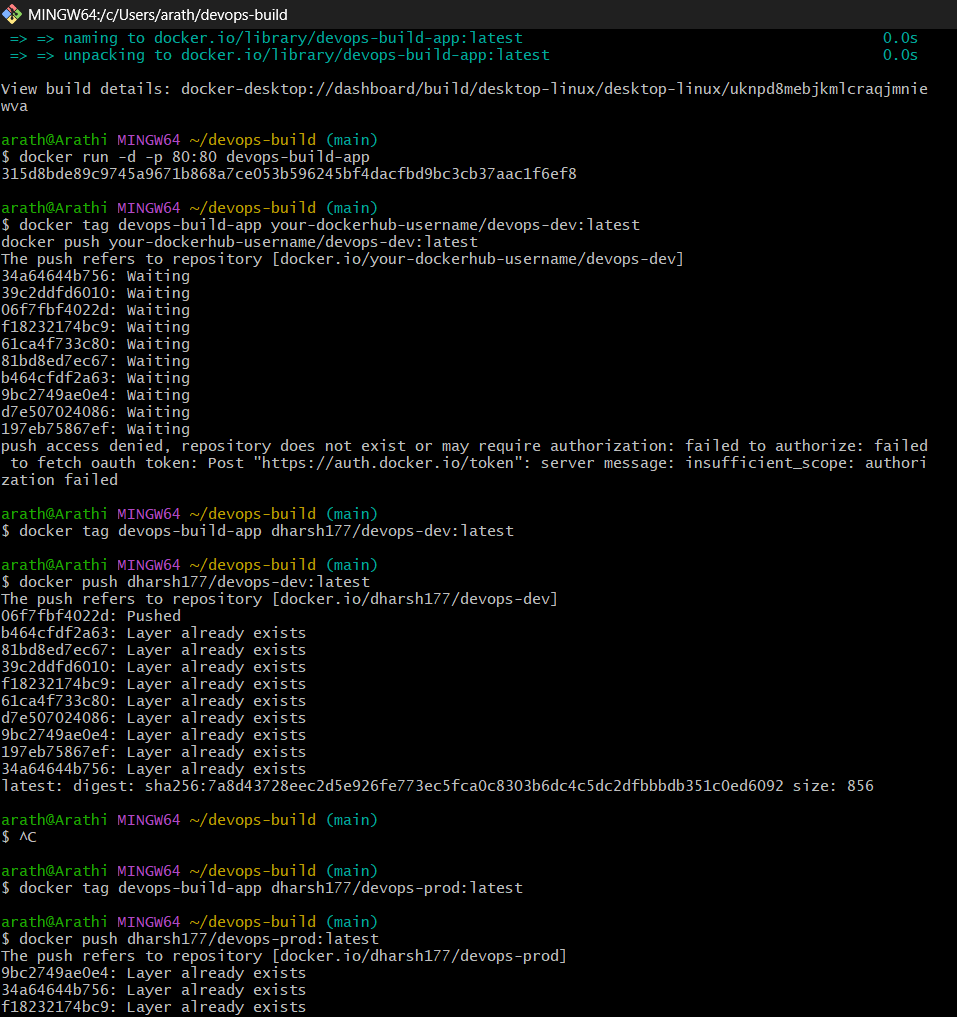 MINGW64:/c/Users/arath/devops-build
=> => naming to docker.io/library/devops-build-app:latest 0.0s
=> => unpacking to docker.io/library/devops-build-app:latest 0.0s
View build details: docker-desktop://dashboard/build/desktop-linux/desktop-linux/uknpd8mebjkmlcraqjmnie
wva
arath@Arathi MINGW64 ~/devops-build (main)
$ docker run -d -p 80:80 devops-build-app
315d8bde89c9745a9671b868a7ce053b596245bf4dacfbd9bc3cb37aac1f6ef8
arath@Arathi MINGW64 ~/devops-build (main)
$ docker tag devops-build-app your-dockerhub-username/devops-dev:latest
docker push your-dockerhub-username/devops-dev:latest
The push refers to repository [docker.io/your-dockerhub-username/devops-dev]
34a64644b756: Waiting
39c2ddfd6010: Waiting
06f7fbf4022d: Waiting
f18232174bc9: Waiting
61ca4f733c80: Waiting
81bd8ed7ec67: Waiting
b464cfdf2a63: Waiting
9bc2749ae0e4: Waiting
d7e507024086: Waiting
197eb75867ef: Waiting
push access denied, repository does not exist or may require authorization: failed to authorize: failed
to fetch oauth token: Post "https://auth.docker.io/token": server message: insufficient_scope: authori
zation failed
arath@Arathi MINGW64 ~/devops-build (main)
$ docker tag devops-build-app dharsh177/devops-dev:latest
arath@Arathi MINGW64 ~/devops-build (main)
$ docker push dharsh177/devops-dev:latest
The push refers to repository [docker.io/dharsh177/devops-dev]
06f7fbf4022d: Pushed
b464cfdf2a63: Layer already exists
81bd8ed7ec67: Layer already exists
39c2ddfd6010: Layer already exists
f18232174bc9: Layer already exists
61ca4f733c80: Layer already exists
d7e507024086: Layer already exists
9bc2749ae0e4: Layer already exists
197eb75867ef: Layer already exists
34a64644b756: Layer already exists
latest: digest: sha256:7a8d43728eec2d5e926fe773ec5fca0c8303b6dc4c5dc2dfbbbdb351c0ed6092 size: 856
arath@Arathi MINGW64 ~/devops-build (main)
$ ^C
arath@Arathi MINGW64 ~/devops-build (main)
$ docker tag devops-build-app dharsh177/devops-prod:latest
arath@Arathi MINGW64 ~/devops-build (main)
$ docker push dharsh177/devops-prod:latest
The push refers to repository [docker.io/dharsh177/devops-prod]
9bc2749ae0e4: Layer already exists
34a64644b756: Layer already exists
f18232174bc9: Layer already exists